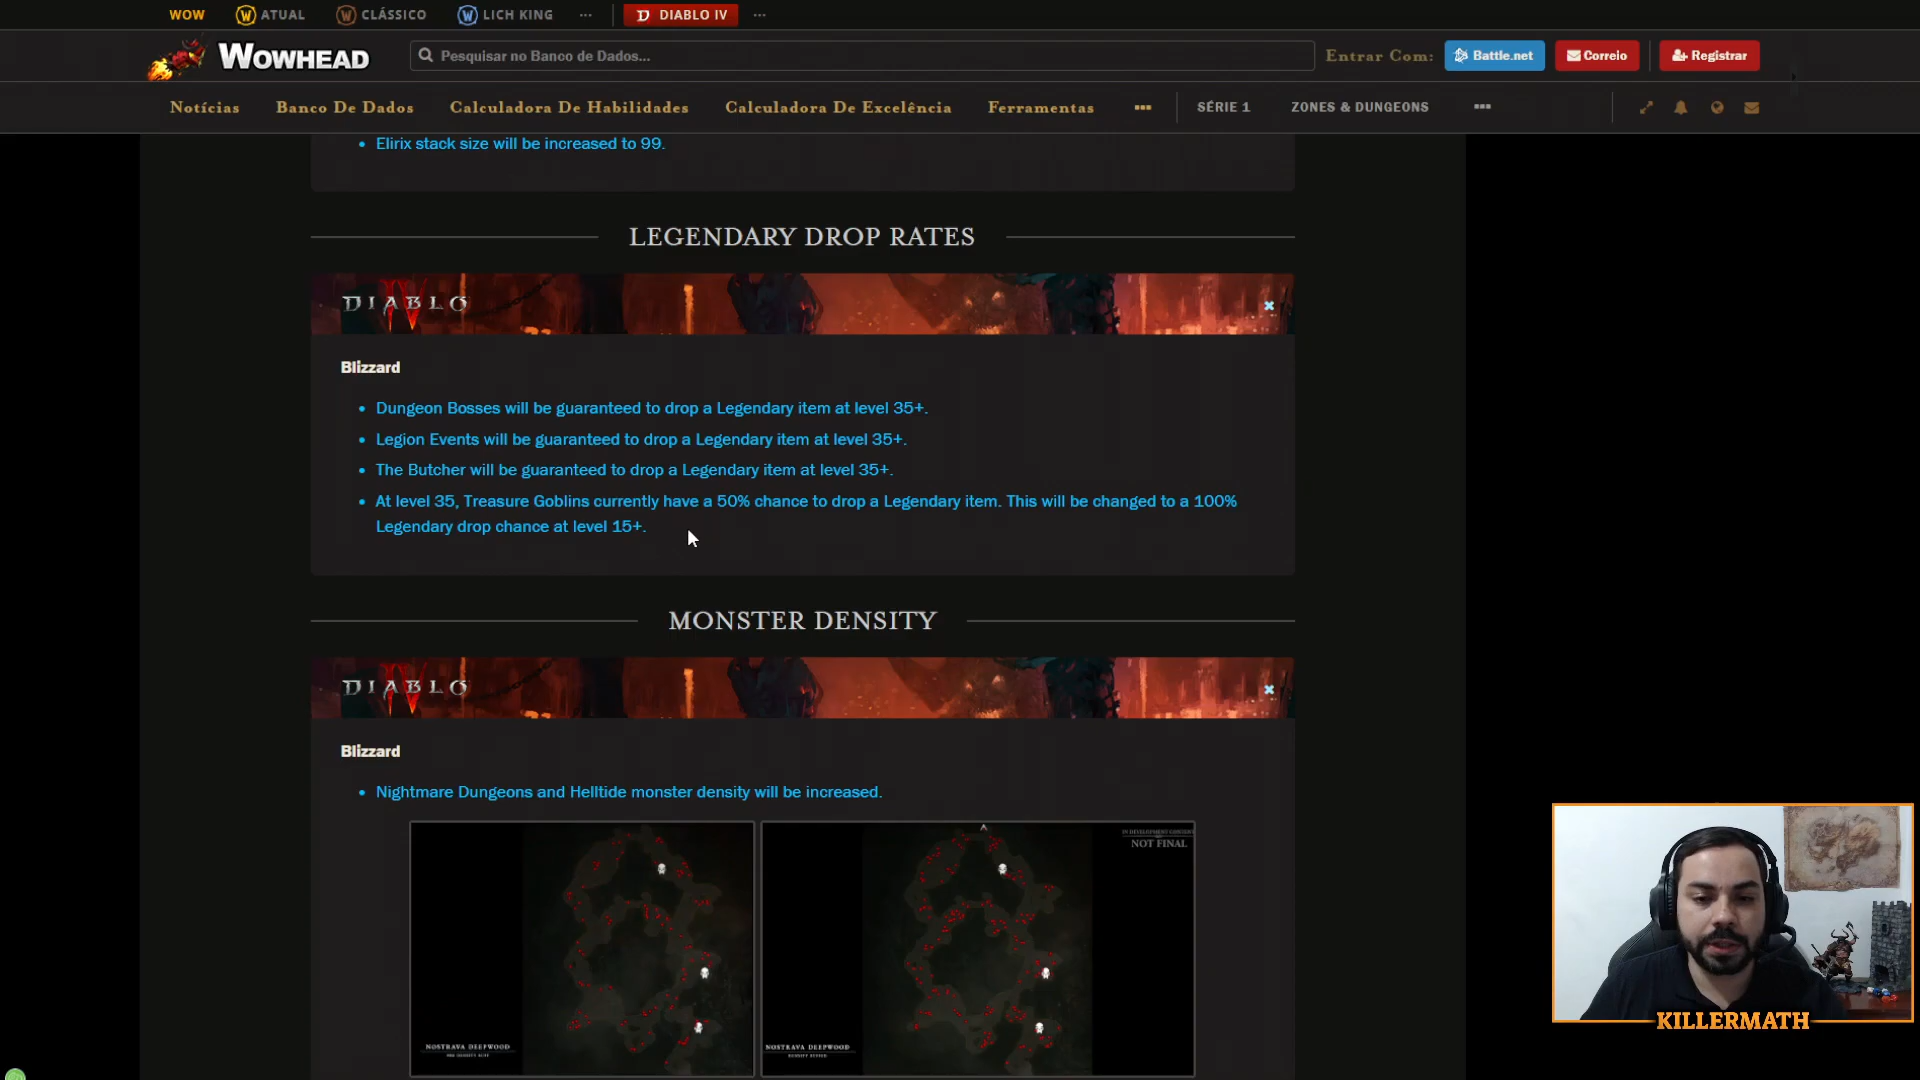 WOW ATUAL CLÁSSICO LICH KING ... DIABLO IV ...
WOWHEAD Pesquisar no Banco de Dados... Entrar Com: Battle.net Correio Registrar
Notícias Banco De Dados Calculadora De Habilidades Calculadora De Excelência Ferramentas ... SÉRIE 1 ZONES & DUNGEONS ...
• Elirix stack size will be increased to 99.
LEGENDARY DROP RATES
DIABLO IV
Blizzard
• Dungeon Bosses will be guaranteed to drop a Legendary item at level 35+.
• Legion Events will be guaranteed to drop a Legendary item at level 35+.
• The Butcher will be guaranteed to drop a Legendary item at level 35+.
• At level 35, Treasure Goblins currently have a 50% chance to drop a Legendary item. This will be changed to a 100%
Legendary drop chance at level 15+.
MONSTER DENSITY
DIABLO IV
Blizzard
• Nightmare Dungeons and Helltide monster density will be increased.
IN DEVELOPMENT CONTENT
NOT FINAL
NOSTRAVA DEEPWOOD NOSTRAVA DEEPWOOD
KILLERMATH